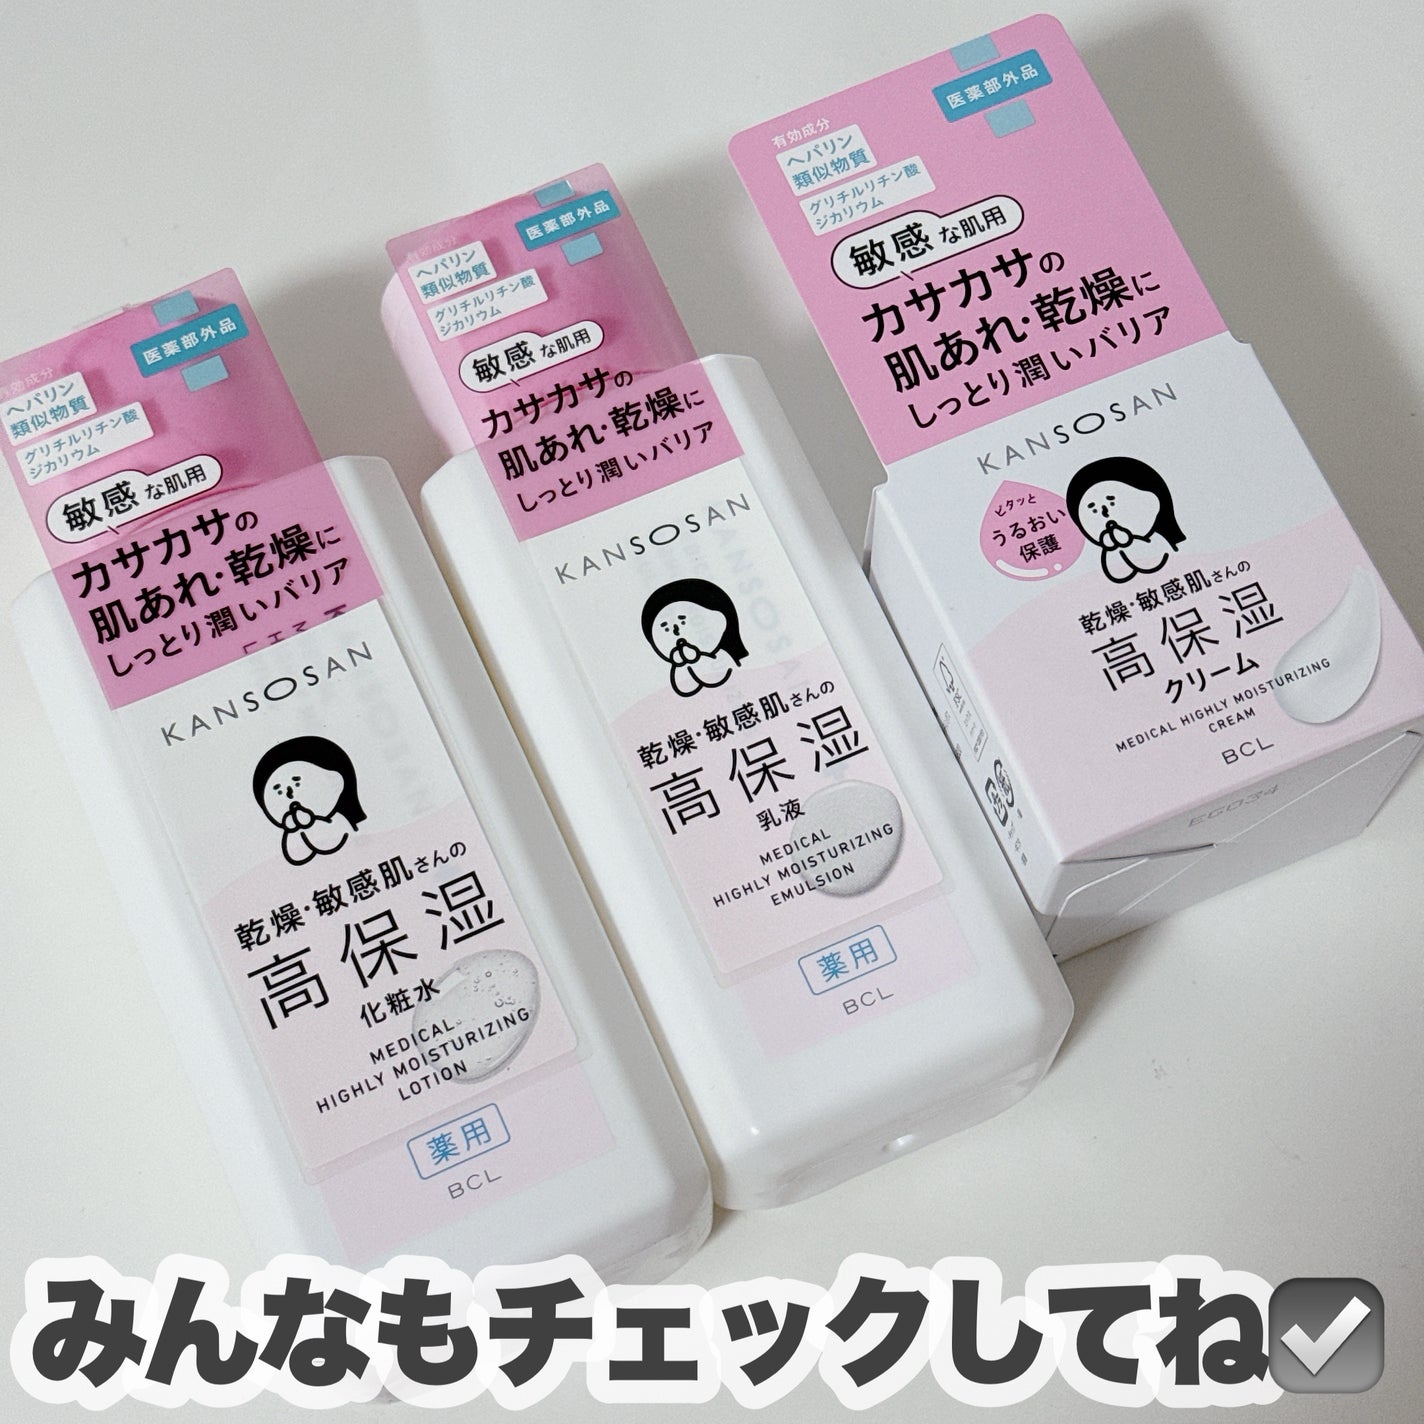 有効成分
ヘパリン
類似物質
グリチルリチン酸
ジカリウム
医薬部外品
敏感な肌用
カサカサの
肌あれ・乾燥に
しっとり潤いバリア
KANSOSAN
乾燥・敏感肌さんの
高保湿
化粧水
MEDICAL
HIGHLY MOISTURIZING
LOTION
薬用
BCL
有効成分
ヘパリン
類似物質
グリチルリチン酸
ジカリウム
医薬部外品
敏感な肌用
カサカサの
肌あれ・乾燥に
しっとり潤いバリア
KANSOSAN
乾燥・敏感肌さんの
高保湿
乳液
MEDICAL
HIGHLY MOISTURIZING
EMULSION
薬用
BCL
有効成分
ヘパリン
類似物質
グリチルリチン酸
ジカリウム
医薬部外品
敏感な肌用
カサカサの
肌あれ・乾燥に
しっとり潤いバリア
KANSOSAN
ピタッと
うるおい
保護
乾燥・敏感肌さんの
高保湿
クリーム
MEDICAL HIGHLY MOISTURIZING
CREAM
BCL
EG034
みんなもチェックしてね☑